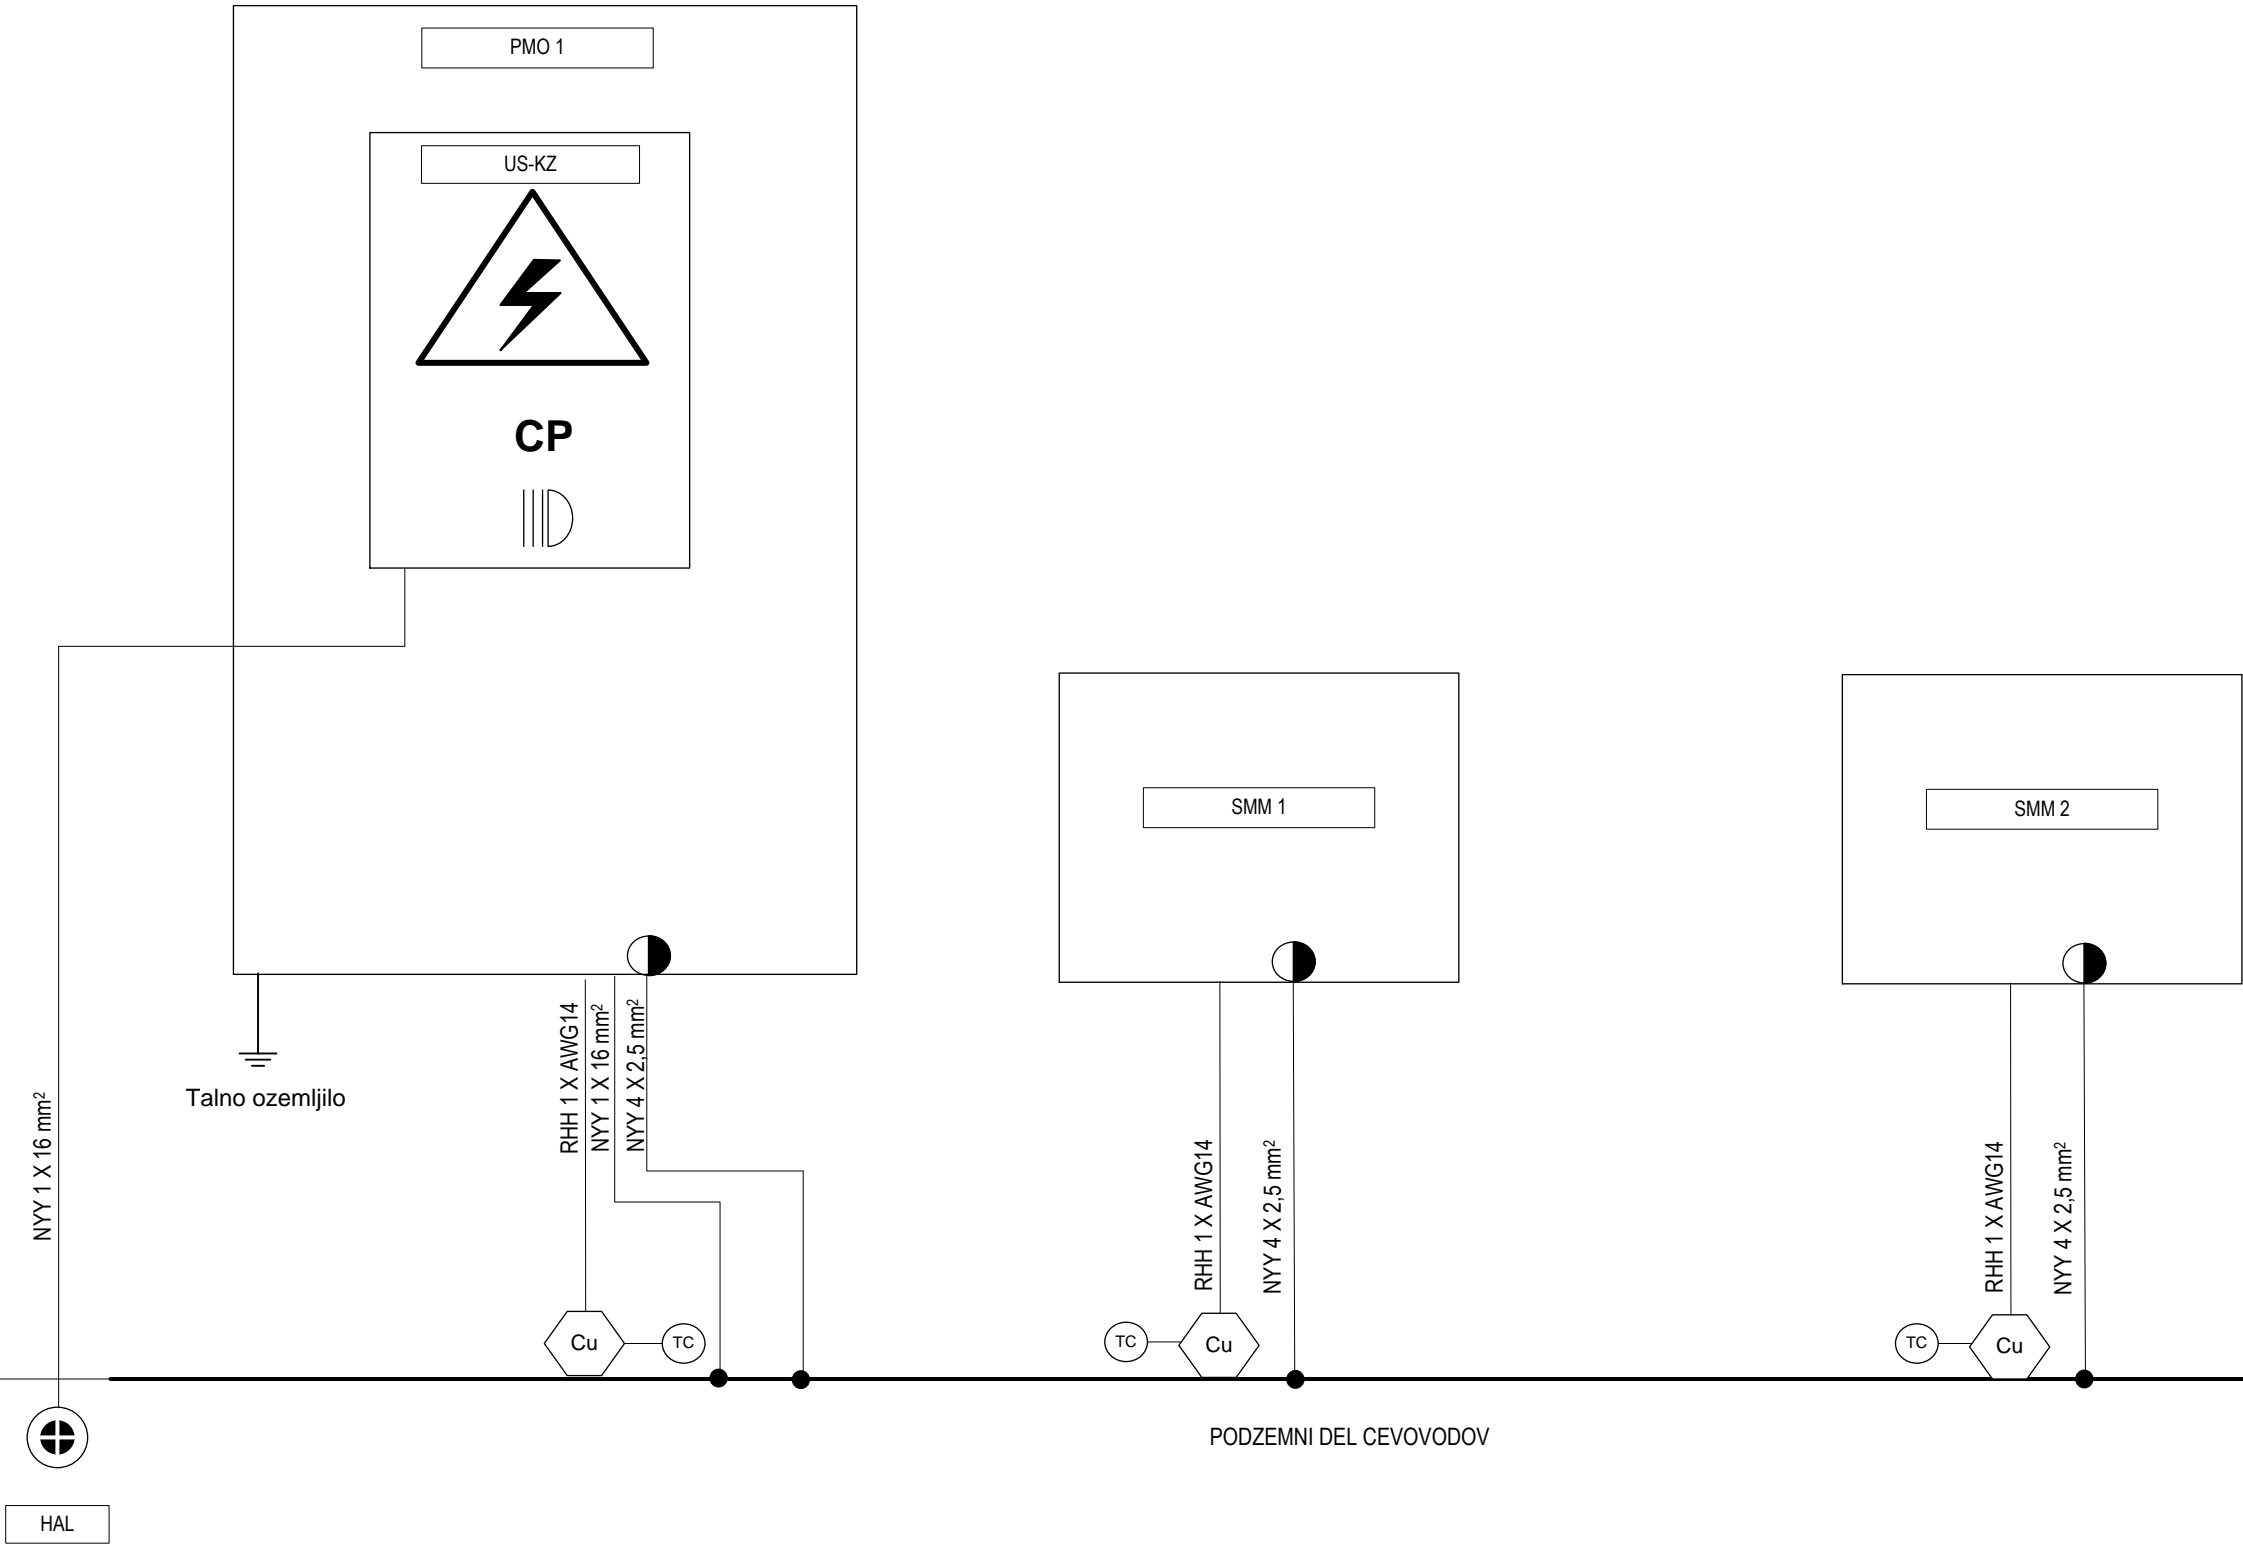 PMO 1
US-KZ
CP
SMM 1
SMM 2
Talno ozemljilo
NYY 1 X 16 mm²
RHH 1 X AWG14
NYY 1 X 16 mm²
NYY 4 X 2,5 mm²
RHH 1 X AWG14
NYY 4 X 2,5 mm²
RHH 1 X AWG14
NYY 4 X 2,5 mm²
Cu
TC
TC
Cu
TC
Cu
PODZEMNI DEL CEVOVODOV
HAL